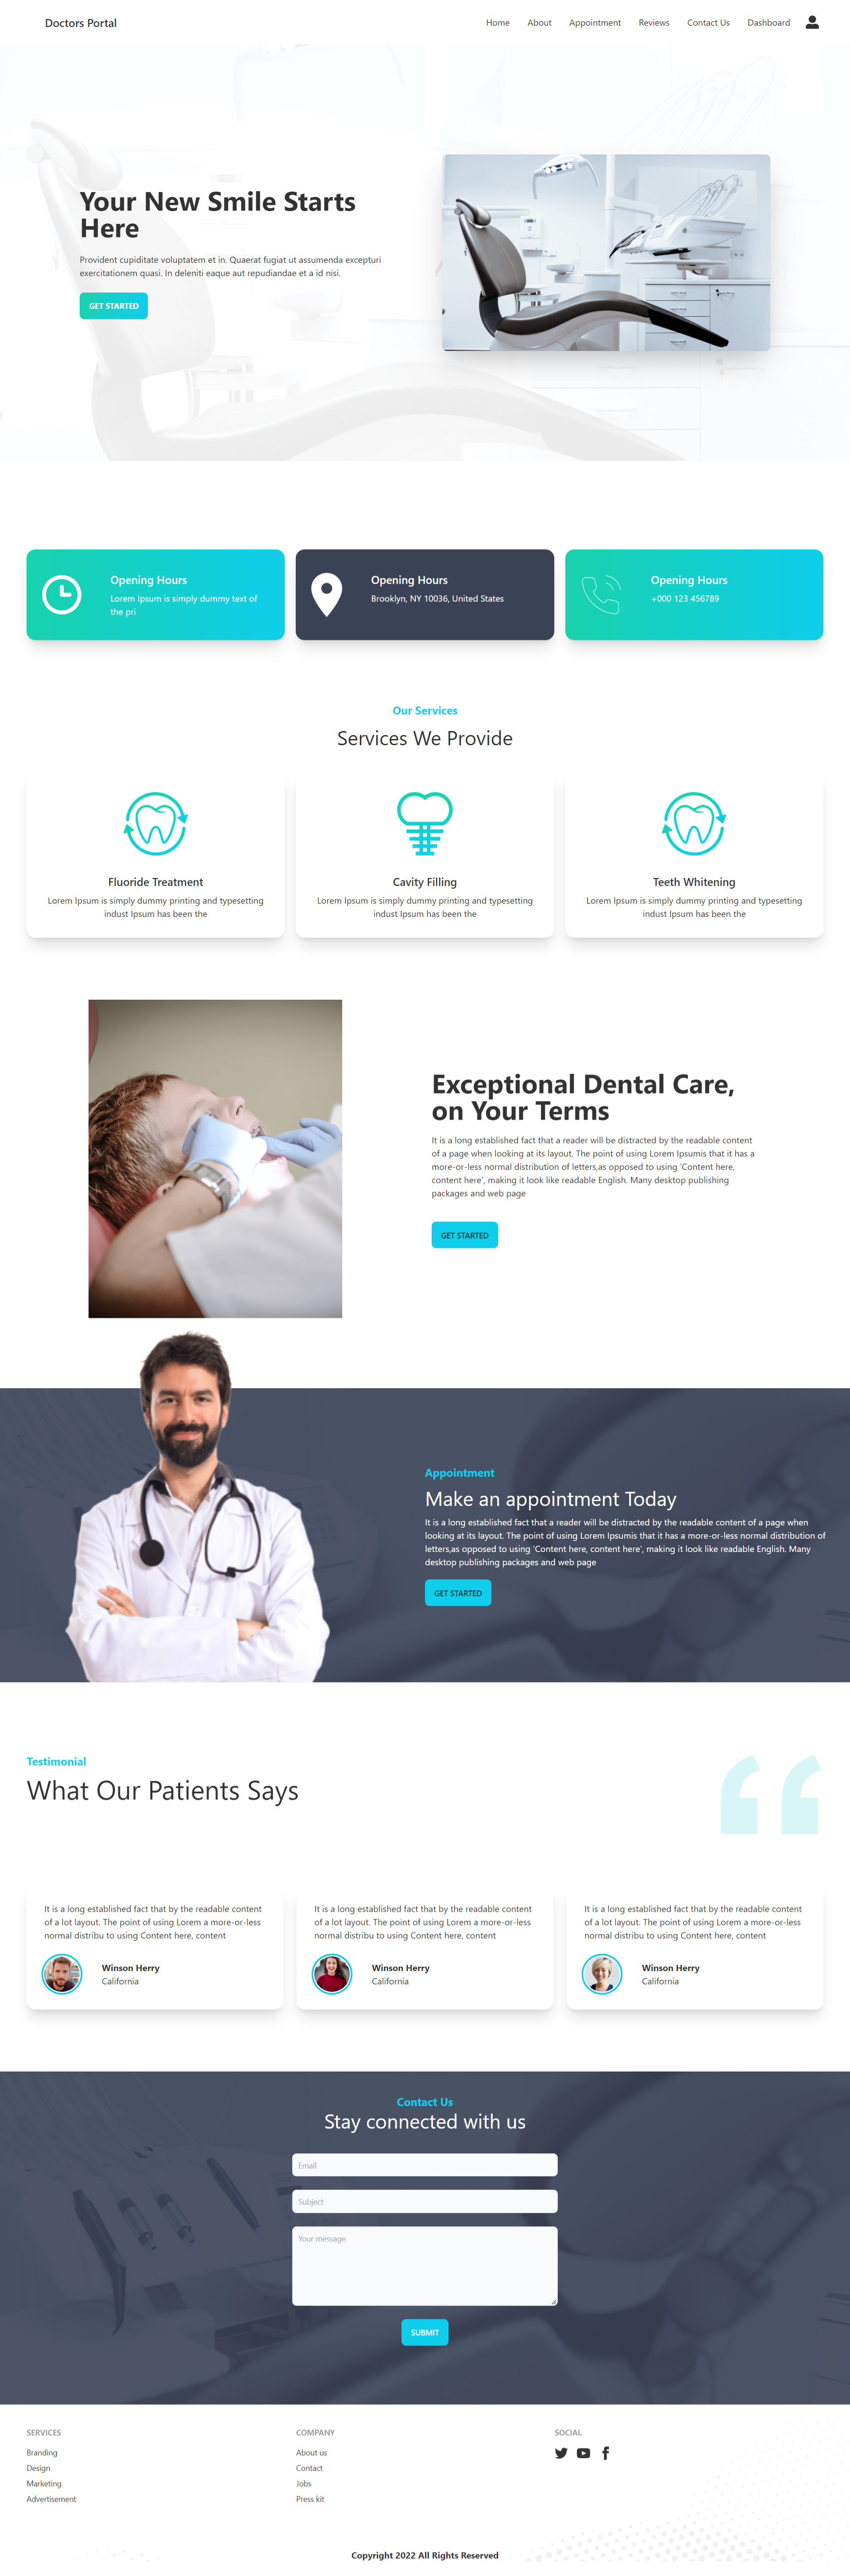 Doctors Portal
Home About Appointment Reviews Contact Us Dashboard
Your New Smile Starts
Here
Provident cupiditate voluptatem et in. Quaerat fugiat ut assumenda excepturi
exercitationem quasi. In deleniti eaque aut repudiandae et a id nisi.
GET STARTED
Opening Hours
Lorem Ipsum is simply dummy text of
the pri
Opening Hours
Brooklyn, NY 10036, United States
Opening Hours
+000 123 456789
Our Services
Services We Provide
Fluoride Treatment
Lorem Ipsum is simply dummy printing and typesetting
indust Ipsum has been the
Cavity Filling
Lorem Ipsum is simply dummy printing and typesetting
indust Ipsum has been the
Teeth Whitening
Lorem Ipsum is simply dummy printing and typesetting
indust Ipsum has been the
Exceptional Dental Care,
on Your Terms
It is a long established fact that a reader will be distracted by the readable content
of a page when looking at its layout. The point of using Lorem Ipsumis that it has a
more-or-less normal distribution of letters,as opposed to using 'Content here,
content here', making it look like readable English. Many desktop publishing
packages and web page
GET STARTED
Appointment
Make an appointment Today
It is a long established fact that a reader will be distracted by the readable content of a page when
looking at its layout. The point of using Lorem Ipsumis that it has a more-or-less normal distribution of
letters,as opposed to using 'Content here, content here', making it look like readable English. Many
desktop publishing packages and web page
GET STARTED
Testimonial
What Our Patients Says
It is a long established fact that by the readable content
of a lot layout. The point of using Lorem a more-or-less
normal distribu to using Content here, content
Winson Herry
California
It is a long established fact that by the readable content
of a lot layout. The point of using Lorem a more-or-less
normal distribu to using Content here, content
Winson Herry
California
It is a long established fact that by the readable content
of a lot layout. The point of using Lorem a more-or-less
normal distribu to using Content here, content
Winson Herry
California
Contact Us
Stay connected with us
Email
Subject
Your message
SUBMIT
SERVICES
Branding
Design
Marketing
Advertisement
COMPANY
About us
Contact
Jobs
Press kit
SOCIAL
Copyright 2022 All Rights Reserved